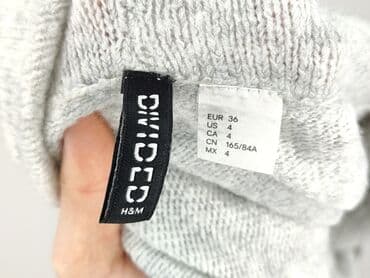 DIVIDED
H&M
EUR 36
US 4
CA 4
CN 165/84A
MX 4